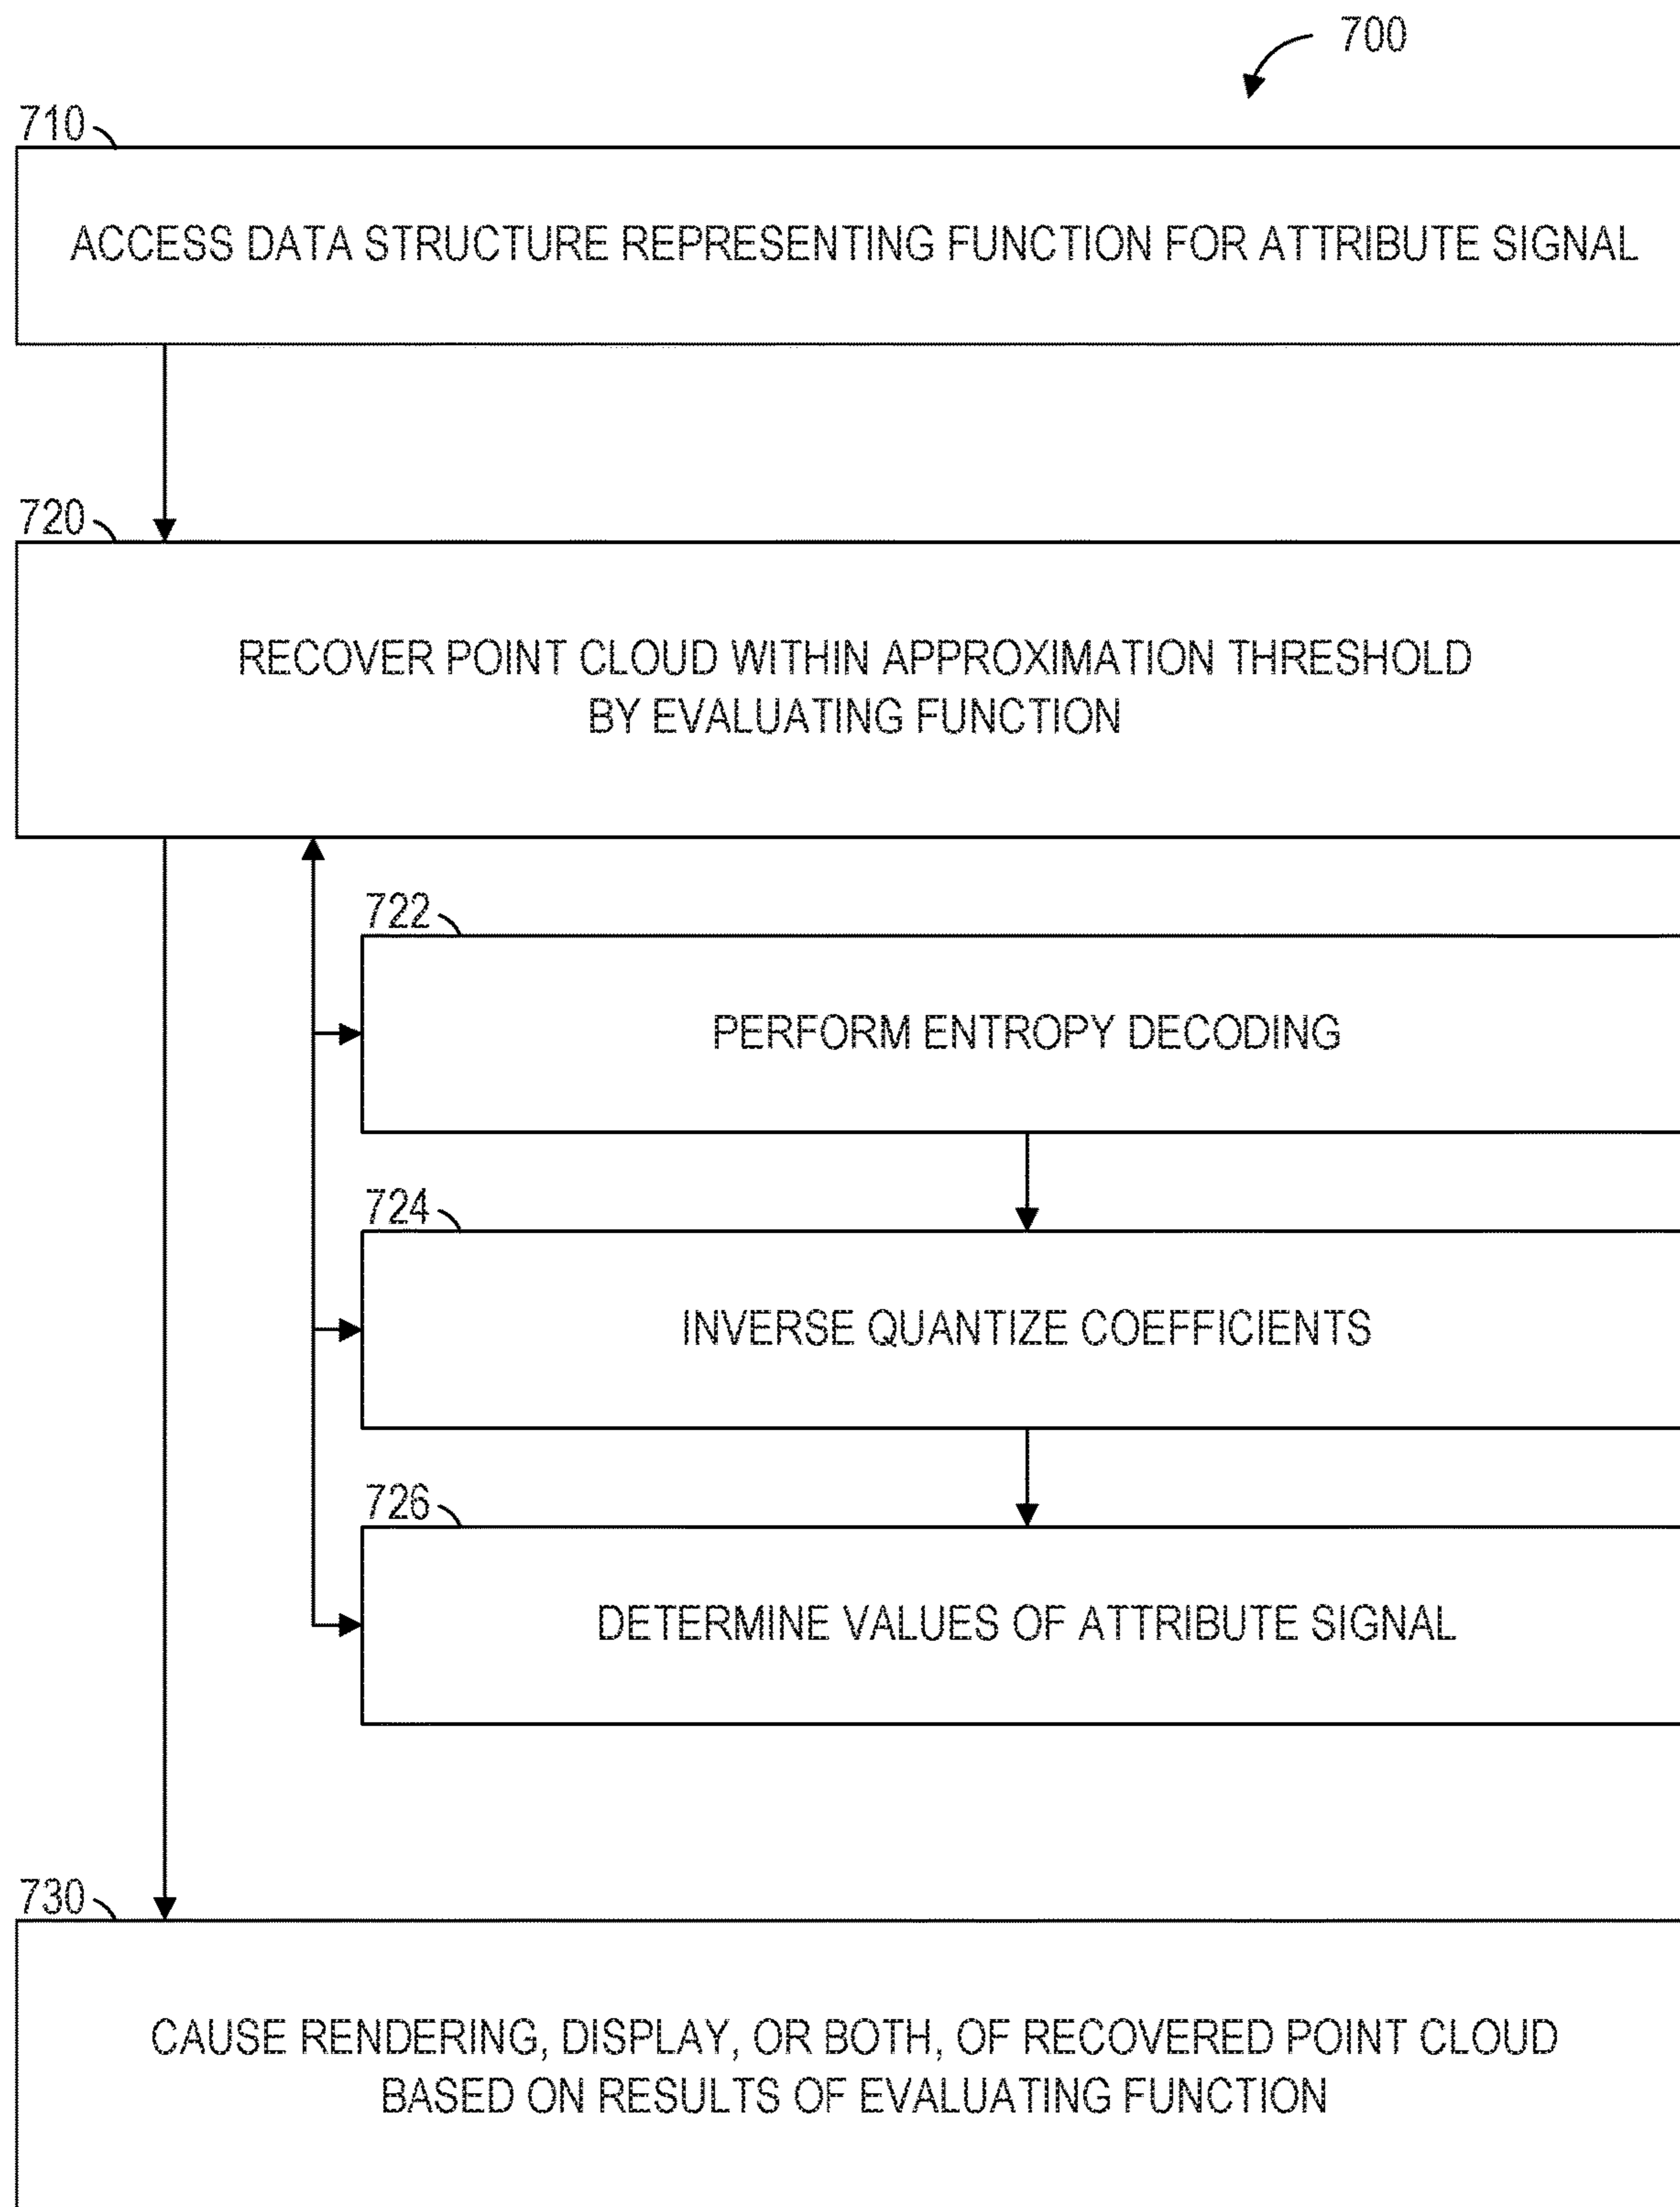 700
710
ACCESS DATA STRUCTURE REPRESENTING FUNCTION FOR ATTRIBUTE SIGNAL
720
RECOVER POINT CLOUD WITHIN APPROXIMATION THRESHOLD
BY EVALUATING FUNCTION
722
PERFORM ENTROPY DECODING
724
INVERSE QUANTIZE COEFFICIENTS
726
DETERMINE VALUES OF ATTRIBUTE SIGNAL
730
CAUSE RENDERING, DISPLAY, OR BOTH, OF RECOVERED POINT CLOUD
BASED ON RESULTS OF EVALUATING FUNCTION